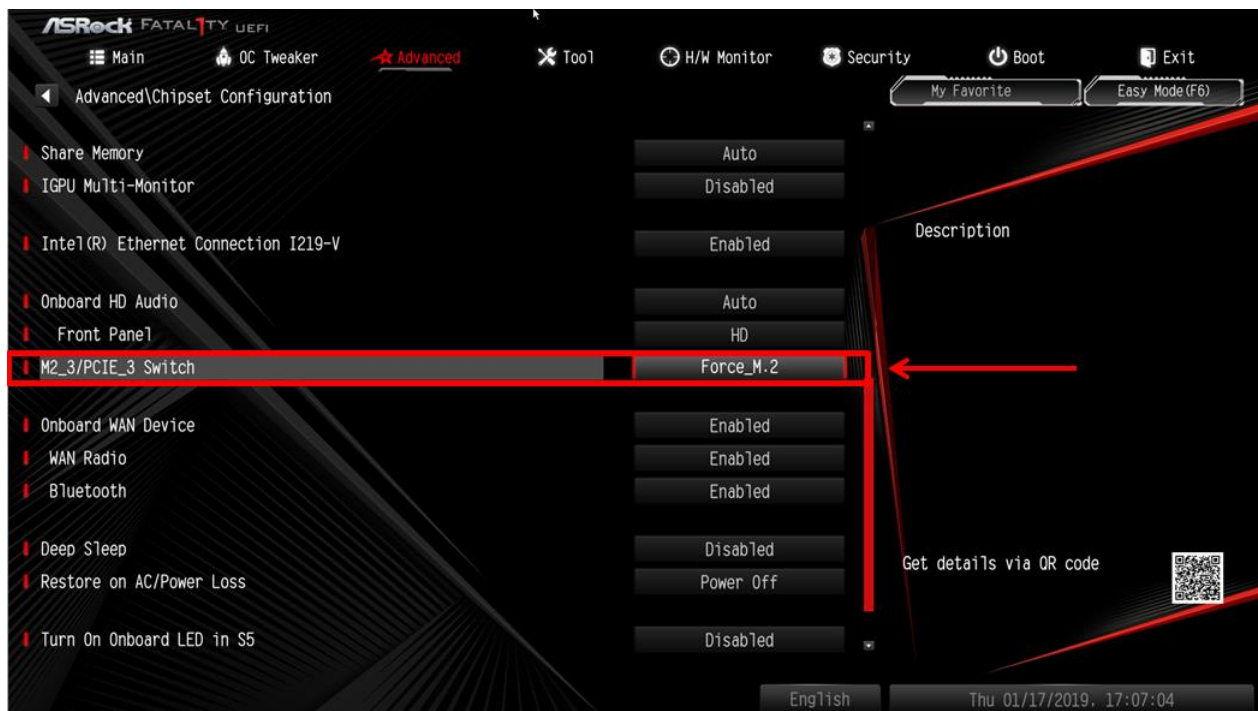 ASRock FATAL1TY UEFI
Main OC Tweaker Advanced Tool H/W Monitor Security Boot Exit
Advanced\Chipset Configuration My Favorite Easy Mode(F6)
Share Memory Auto
IGPU Multi-Monitor Disabled
Description
Intel(R) Ethernet Connection I219-V Enabled
Onboard HD Audio Auto
Front Panel HD
M2_3/PCIE_3 Switch Force_M.2
Onboard WAN Device Enabled
WAN Radio Enabled
Bluetooth Enabled
Deep Sleep Disabled
Get details via QR code
Restore on AC/Power Loss Power Off
Turn On Onboard LED in S5 Disabled
English Thu 01/17/2019, 17:07:04